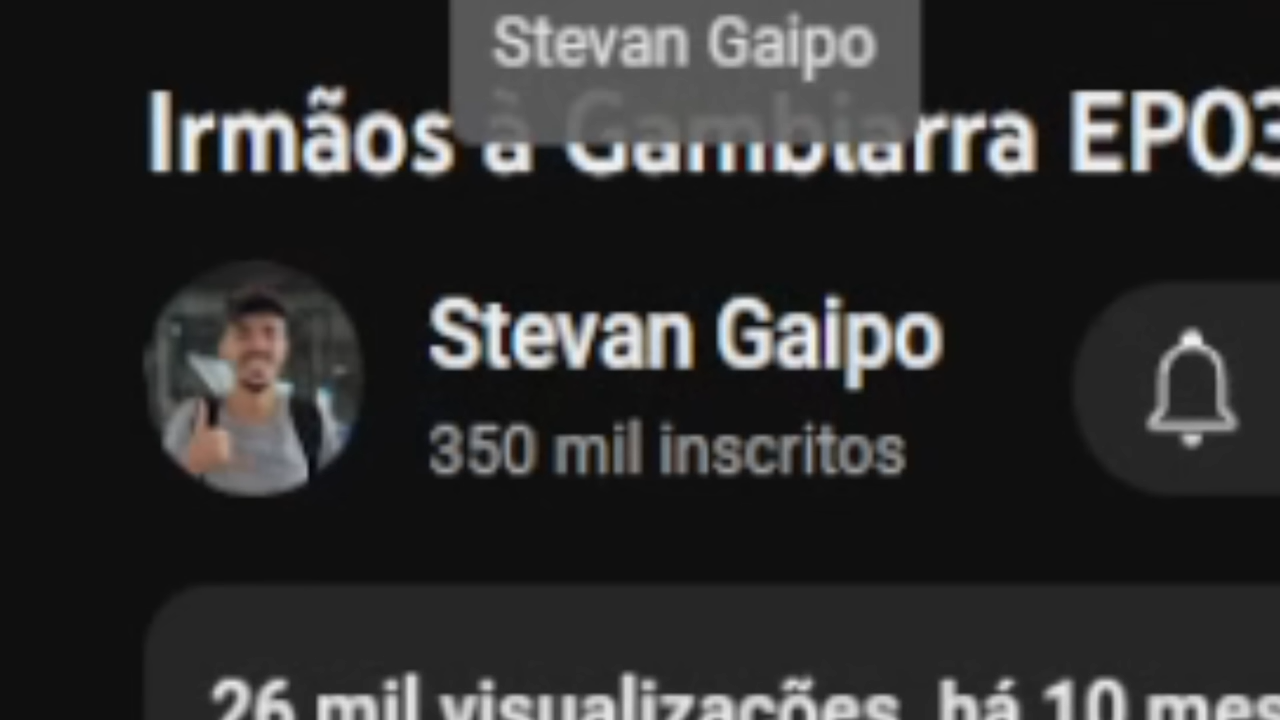 Stevan Gaipo
Irmãos à Gambiarra EP03
Stevan Gaipo
350 mil inscritos
26 mil visualizações há 10 mes